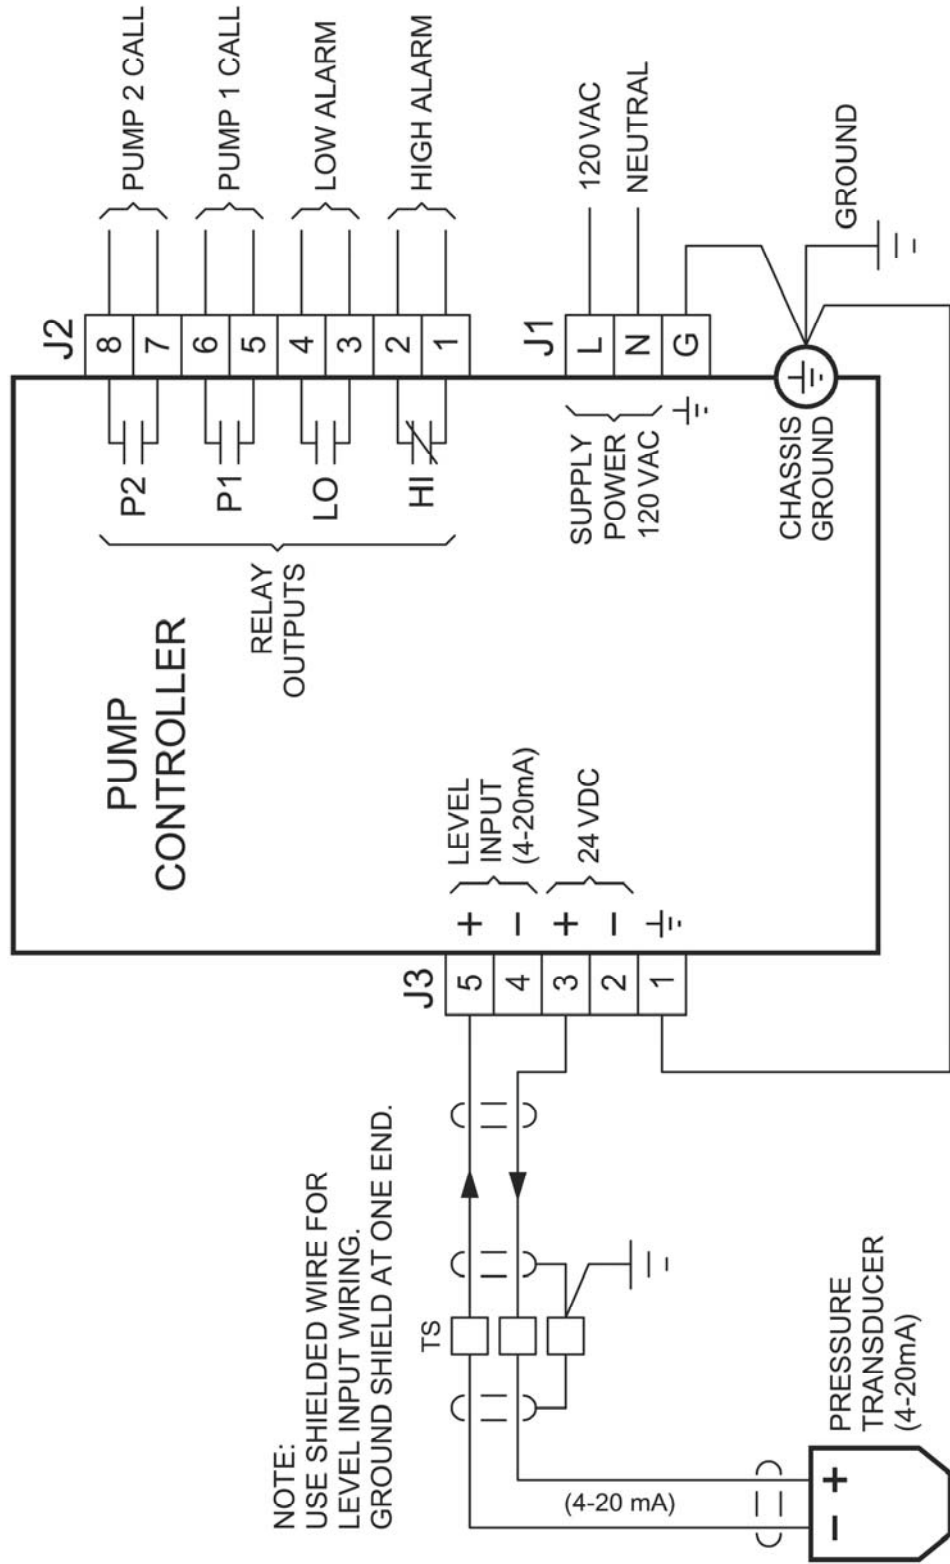 NOTE:
USE SHIELDED WIRE FOR
LEVEL INPUT WIRING.
GROUND SHIELD AT ONE END.
TS
(4-20 mA)
− +
PRESSURE
TRANSDUCER
(4-20mA)
J3
5
4
3
2
1
+
−
+
−
LEVEL
INPUT
(4-20mA)
24 VDC
PUMP
CONTROLLER
RELAY
OUTPUTS
P2
P1
LO
HI
J2
8
7
6
5
4
3
2
1
PUMP 2 CALL
PUMP 1 CALL
LOW ALARM
HIGH ALARM
SUPPLY
POWER
120 VAC
J1
L
N
G
120 VAC
NEUTRAL
CHASSIS
GROUND
GROUND